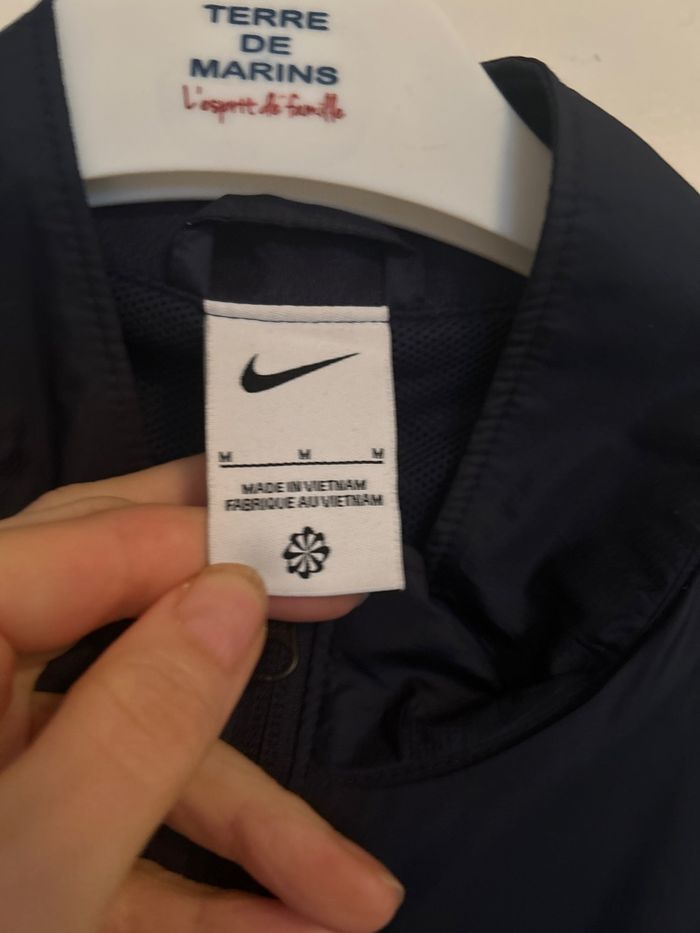 TERRE
DE
MARINS
L'esprit de famille
M M M
MADE IN VIETNAM
FABRIQUE AU VIETNAM